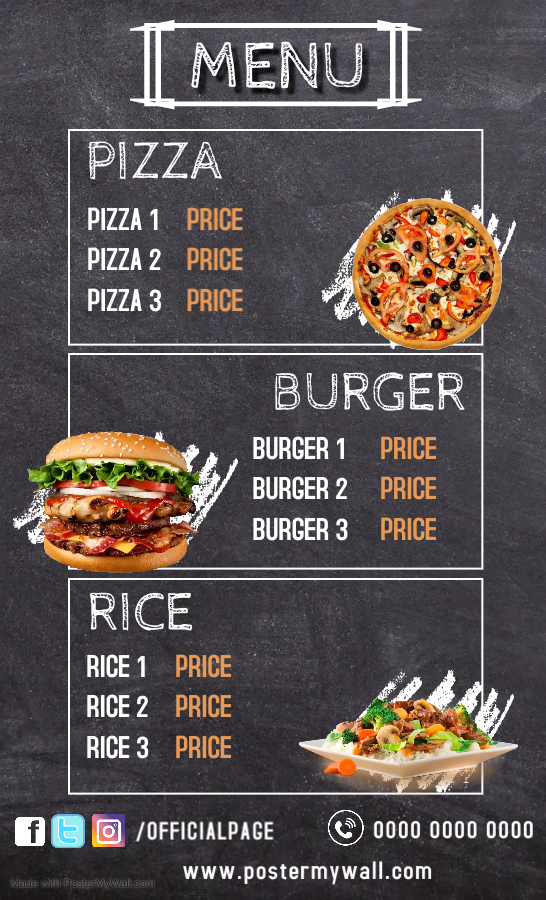 MENU
PIZZA
PIZZA 1 PRICE
PIZZA 2 PRICE
PIZZA 3 PRICE
BURGER
BURGER 1 PRICE
BURGER 2 PRICE
BURGER 3 PRICE
RICE
RICE 1 PRICE
RICE 2 PRICE
RICE 3 PRICE
/OFFICIALPAGE 0000 0000 0000
www.postermywall.com
Made with PosterMyWall.com